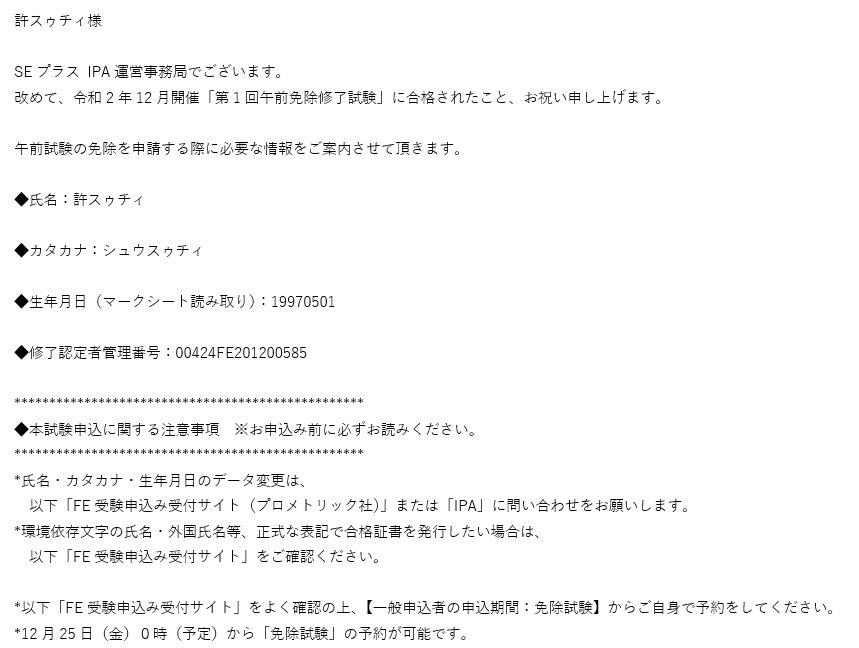 許スゥチィ様
SE プラス IPA 運営事務局でございます。
改めて、令和 2 年 12 月開催「第 1 回午前免除修了試験」に合格されたこと、お祝い申し上げます。
午前試験の免除を申請する際に必要な情報をご案内させて頂きます。
◆氏名：許スゥチィ
◆カタカナ：シュウスゥチィ
◆生年月日（マークシート読み取り）：19970501
◆修了認定者管理番号：00424FE201200585
**************************************************
◆本試験申込に関する注意事項　※お申込み前に必ずお読みください。
**************************************************
*氏名・カタカナ・生年月日のデータ変更は、
以下「FE 受験申込み受付サイト（プロメトリック社）」または「IPA」に問い合わせをお願いします。
*環境依存文字の氏名・外国氏名等、正式な表記で合格証書を発行したい場合は、
以下「FE 受験申込み受付サイト」をご確認ください。
*以下「FE 受験申込み受付サイト」をよく確認の上、【一般申込者の申込期間：免除試験】からご自身で予約をしてください。
*12 月 25 日（金）０時（予定）から「免除試験」の予約が可能です。